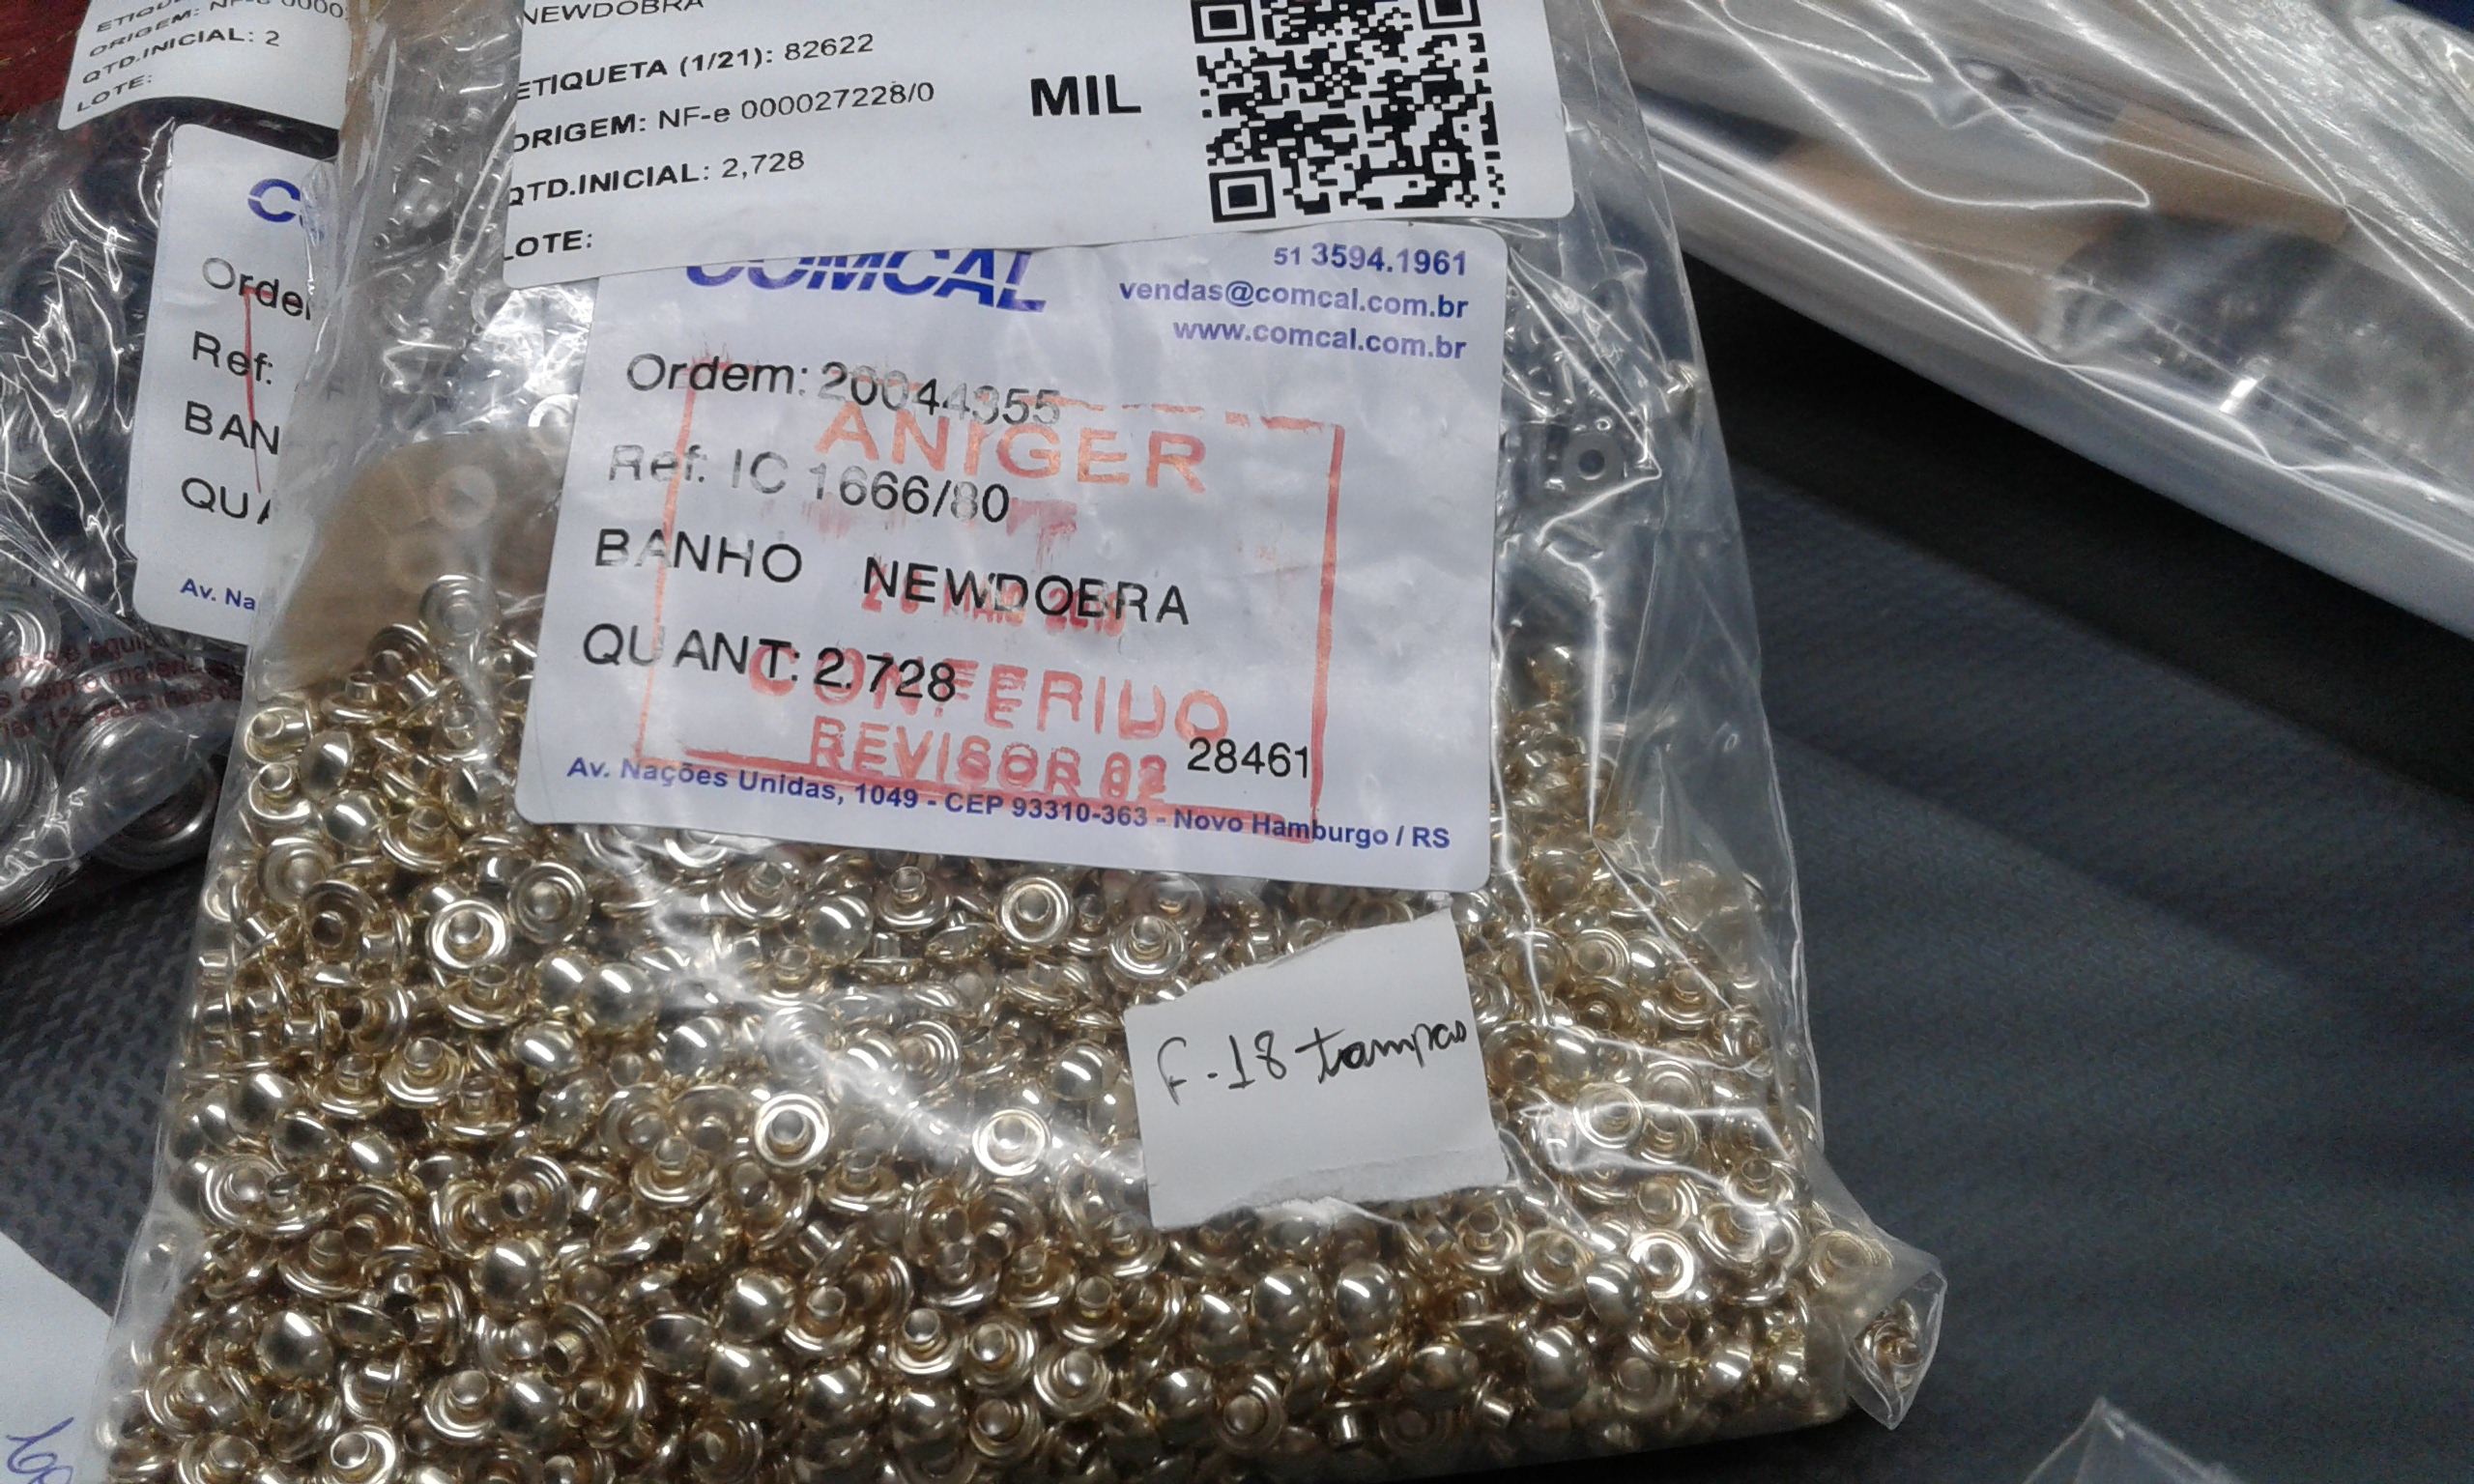 NEWDOBRA
ETIQUETA (1/21): 82622
ORIGEM: NF-e 000027228/0
QTD.INICIAL: 2,728
LOTE:
MIL
COMCAL
51 3594.1961
vendas@comcal.com.br
www.comcal.com.br
Ordem: 20044355
Ref: IC 1666/80
BANHO NEWDOBRA
QUANT: 2.728
28461
Av. Nações Unidas, 1049 - CEP 93310-363 - Novo Hamburgo / RS
ANIGER
CONFERIDO
REVISOR 02
F-18 tampas
QTD.INICIAL: 2
LOTE:
Ref:
BAN
QUA
Av. Na